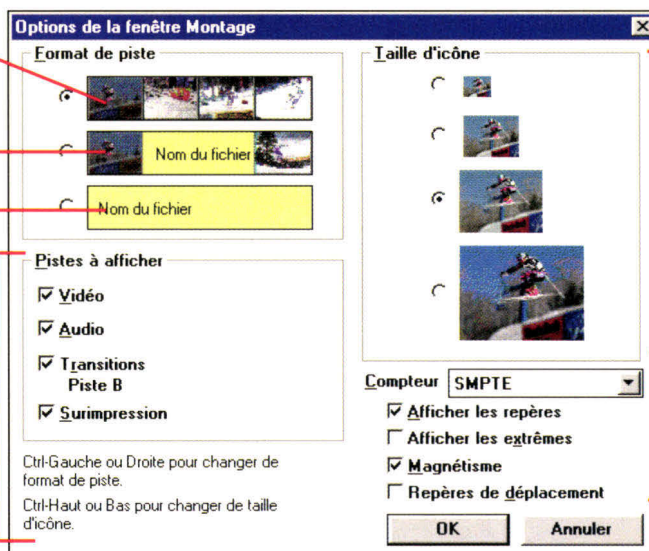 Options de la fenêtre Montage
Format de piste
Nom du fichier
Nom du fichier
Pistes à afficher
Vidéo
Audio
Transitions
Piste B
Surimpression
Ctrl-Gauche ou Droite pour changer de
format de piste.
Ctrl-Haut ou Bas pour changer de taille
d'icône.
Taille d'icône
Compteur SMPTE
Afficher les repères
Afficher les extrêmes
Magnétisme
Repères de déplacement
OK
Annuler